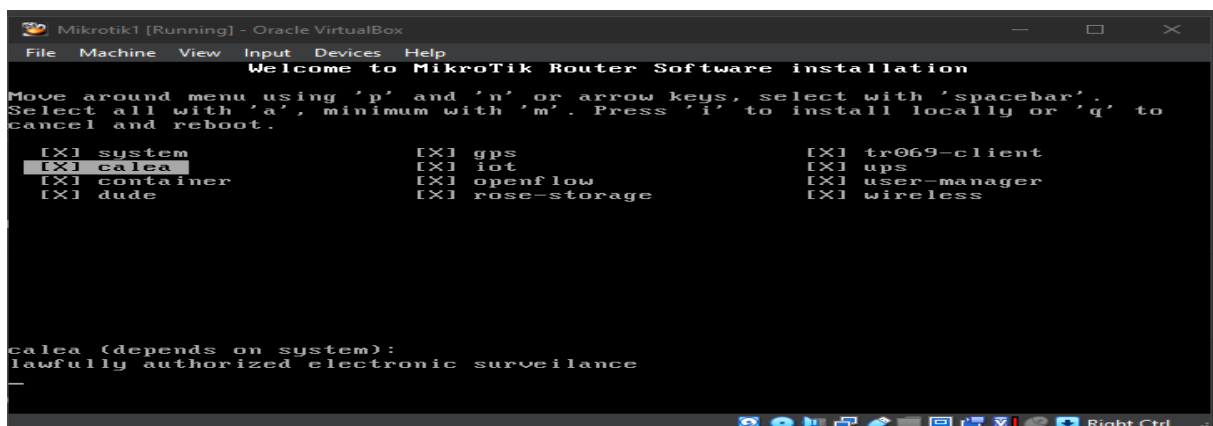 Mikrotik1 [Running] - Oracle VirtualBox
File Machine View Input Devices Help
Welcome to MikroTik Router Software installation
Move around menu using 'p' and 'n' or arrow keys, select with 'spacebar'.
Select all with 'a', minimum with 'm'. Press 'i' to install locally or 'q' to
cancel and reboot.
[X] system [X] gps [X] tr069-client
[X] calea [X] iot [X] ups
[X] container [X] openflow [X] user-manager
[X] dude [X] rose-storage [X] wireless
calea (depends on system):
lawfully authorized electronic surveilance
Right Ctrl